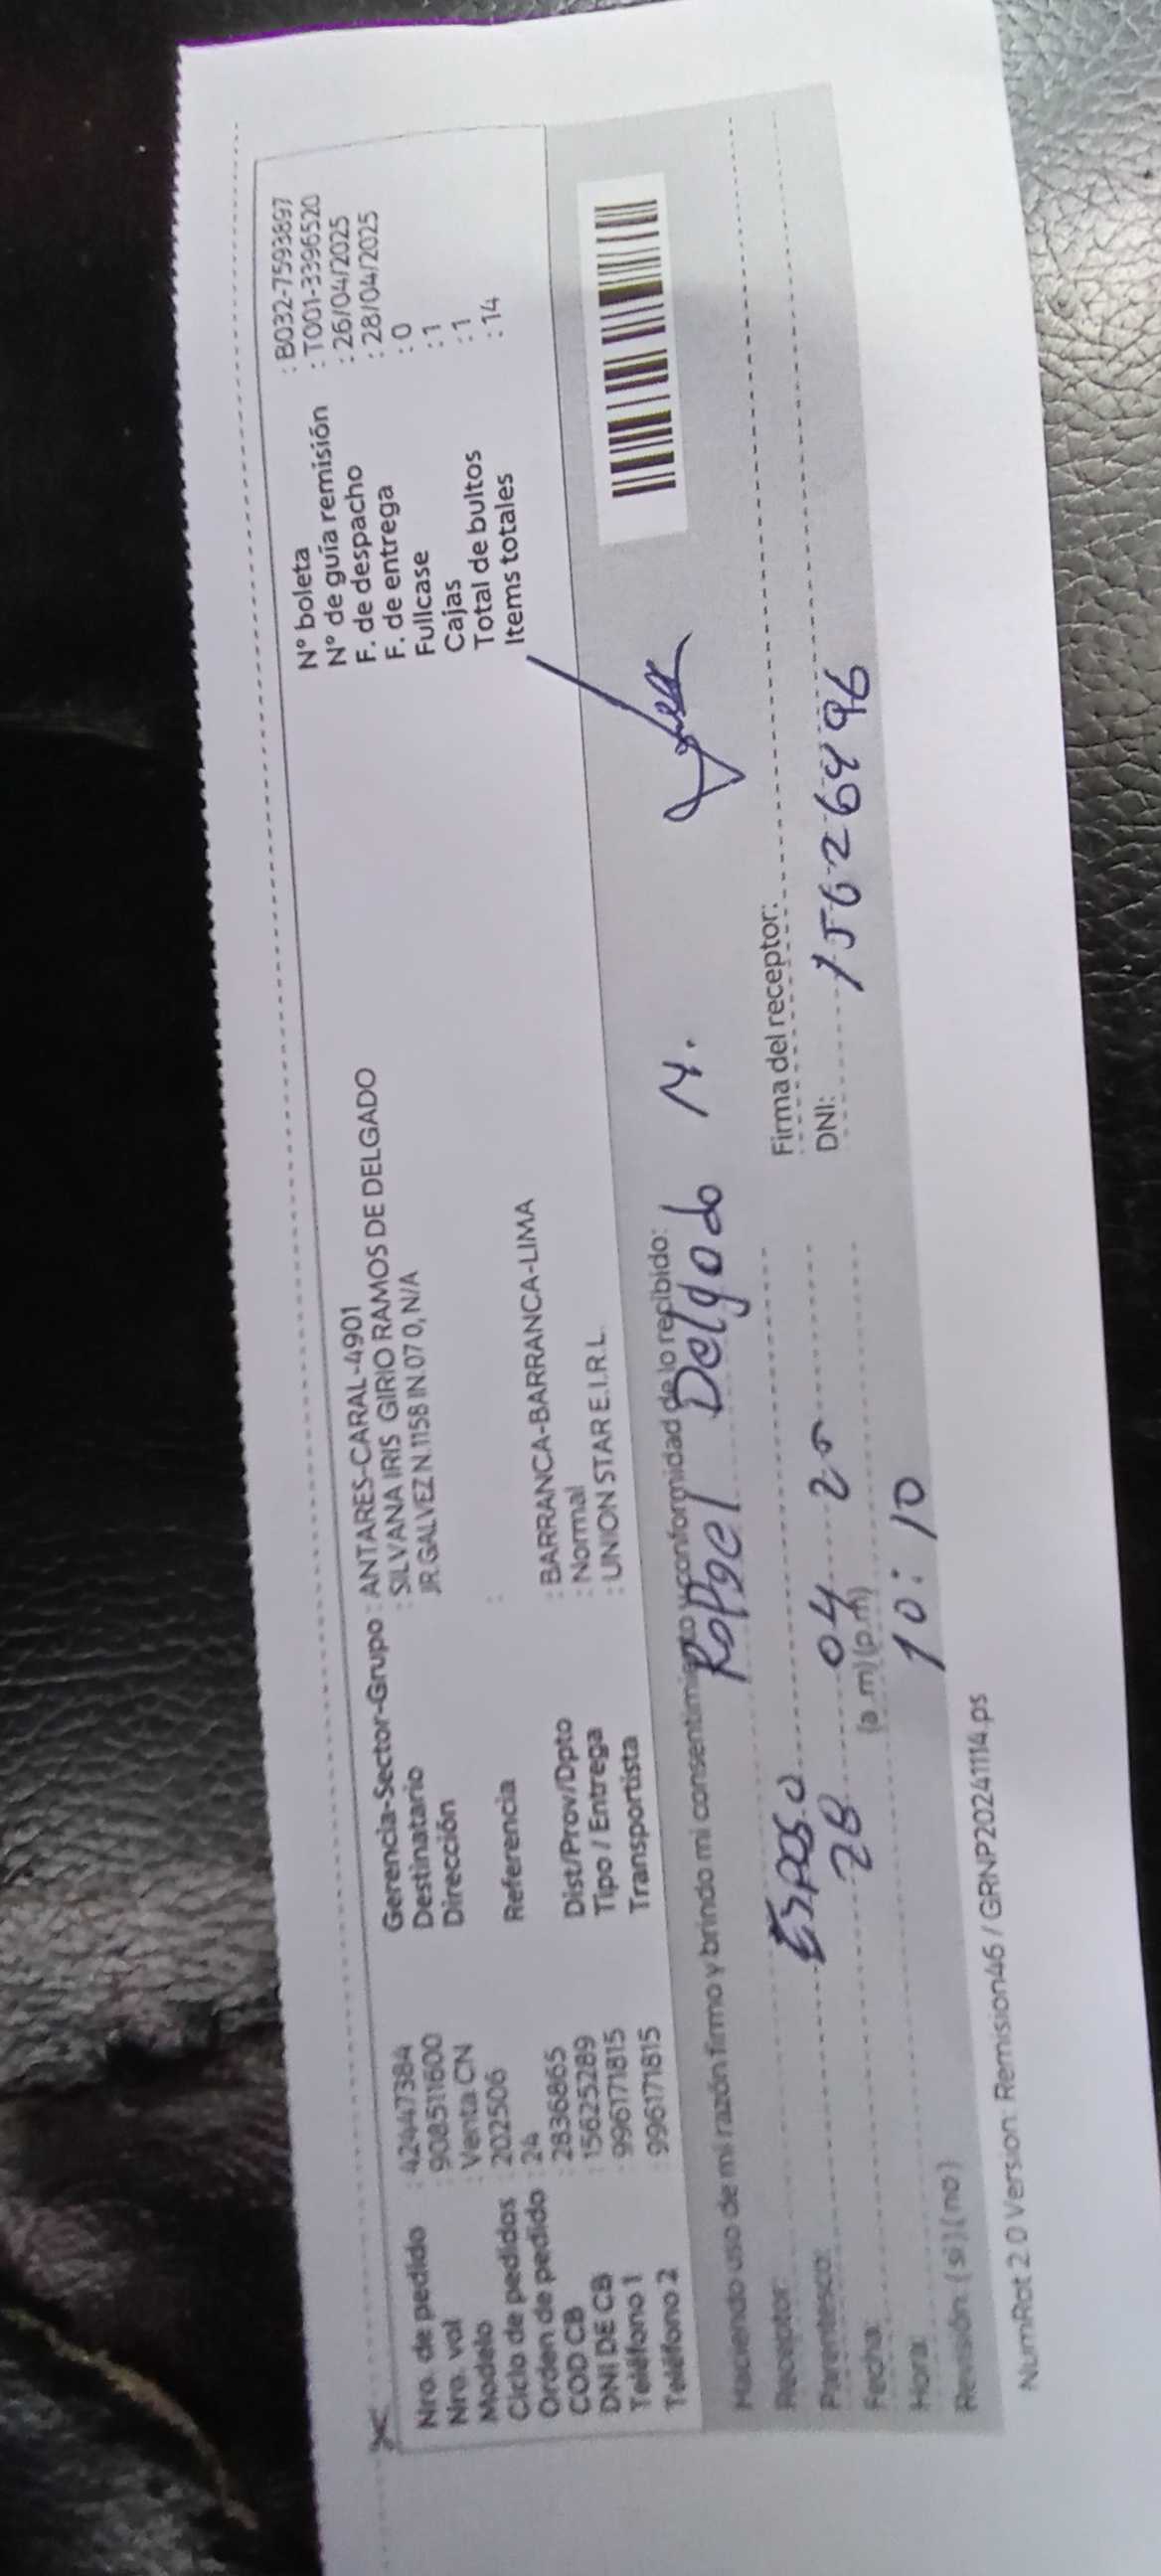 Nro. de pedido : 42447384
Nro. vol : 9085111600
Modelo : Venta CN
Ciclo de pedidos : 202506
Orden de pedido : 24
COD CB : 2836865
DNI DE CB : 15625289
Teléfono 1 : 996171815
Teléfono 2 : 996171815
Gerencia-Sector-Grupo : ANTARES-CARAL-4901
Destinatario : SILVANA IRIS GIRIO RAMOS DE DELGADO
Dirección JR.GALVEZ N.1158 IN.07 0, N/A
Referencia :
Dist/Prov/Dpto : BARRANCA-BARRANCA-LIMA
Tipo / Entrega : Normal
Transportista : UNION STAR E.I.R.L.
N° boleta : B032-7593897
N° de guía remisión : T001-3396520
F. de despacho : 26/04/2025
F. de entrega : 28/04/2025
Fullcase : 0
Cajas : 1
Total de bultos : 1
Items totales : 14
Haciendo uso de mi razón firmo y brindo mi consentimiento y conformidad de lo recibido:
Receptor: Delgado N.
Parentesco: Esposo
Fecha: 28 04 25
(a.m) (p.m)
Hora: 10:10
Revisión: ( si ) ( no )
Firma del receptor:
DNI:
NumRot 2.0 Version: Remision46 / GRNP20241114.ps